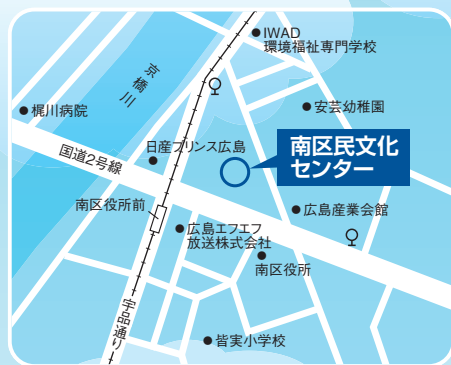 IWAD
環境福祉専門学校
京橋川
安芸幼稚園
梶川病院
日産プリンス広島
南区民文化
センター
国道2号線
南区役所前
広島産業会館
広島エフエフ
放送株式会社
南区役所
宇品通り
皆実小学校